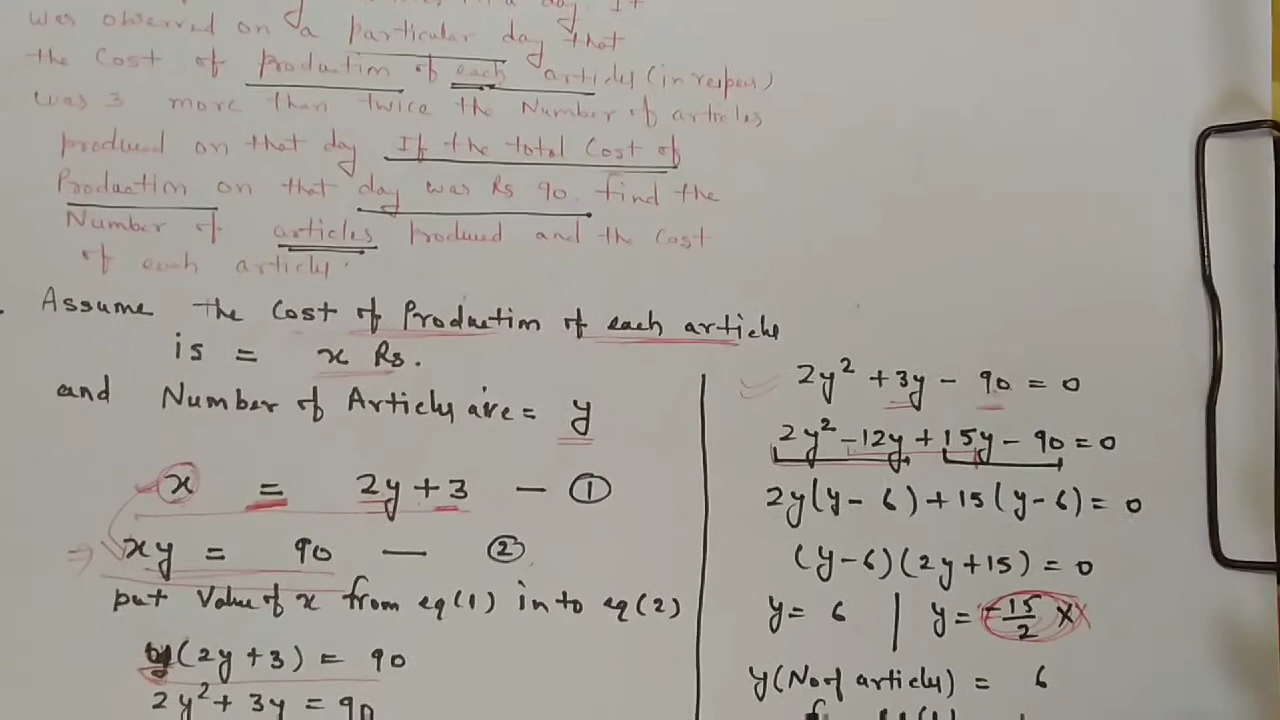 day. It
was observed on a particular day that
the Cost of production of each article (in rupees)
was 3 more than twice the Number of articles
produced on that day If the total Cost of
Production on that day was Rs 90. find the
Number of articles produced and the Cost
of each article.
Assume the Cost of Production of each article
is = x Rs.
and Number of Articles are = y
x = 2y + 3 — ①
⇒ xy = 90 — ②
put Value of x from eq(1) in to eq(2)
y(2y + 3) = 90
2y² + 3y = 90
2y² + 3y - 90 = 0
2y² - 12y + 15y - 90 = 0
2y(y - 6) + 15(y - 6) = 0
(y - 6)(2y + 15) = 0
y = 6 | y = -15/2 ××
y(No of articles) = 6